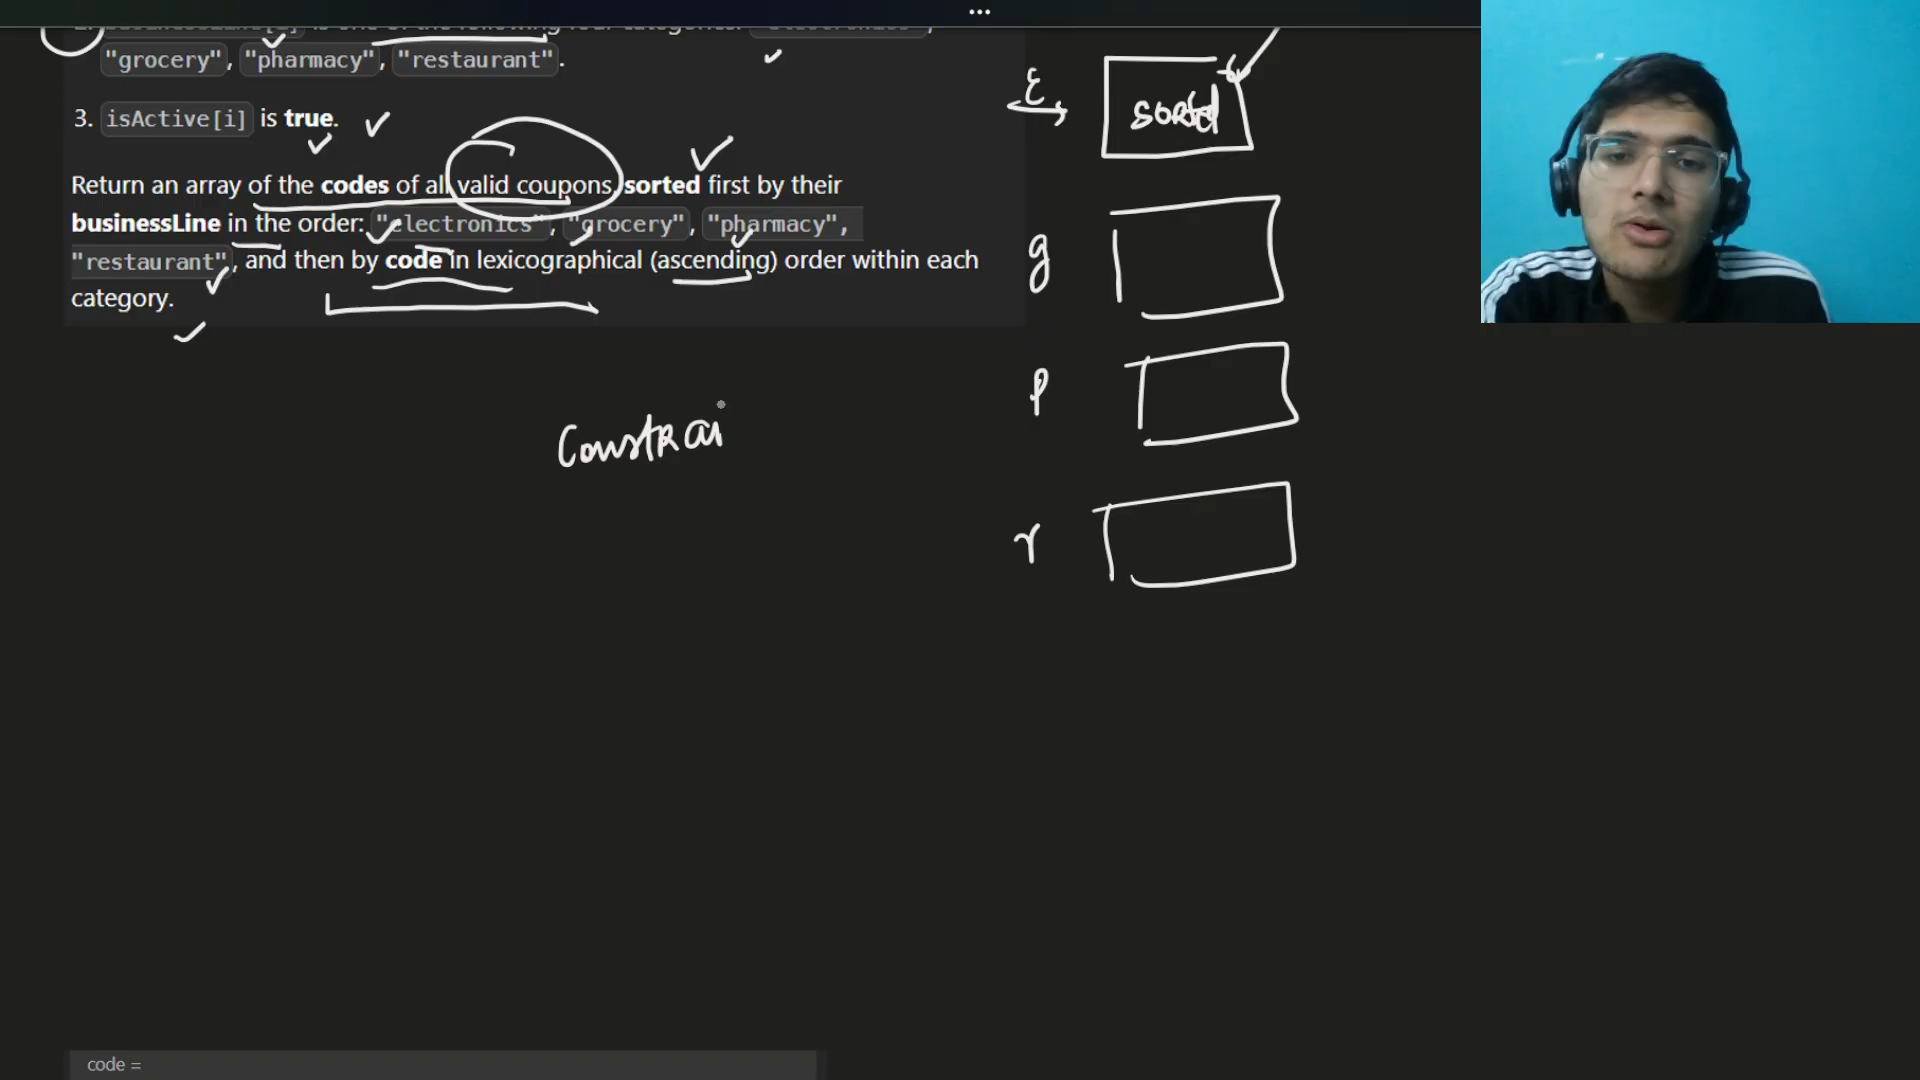 "grocery", "pharmacy", "restaurant".
3. isActive[i] is true.
Return an array of the codes of all valid coupons, sorted first by their
businessLine in the order: "electronics", "grocery", "pharmacy",
"restaurant", and then by code in lexicographical (ascending) order within each
category.
E
sorted
g
p
r
Constrai
code =